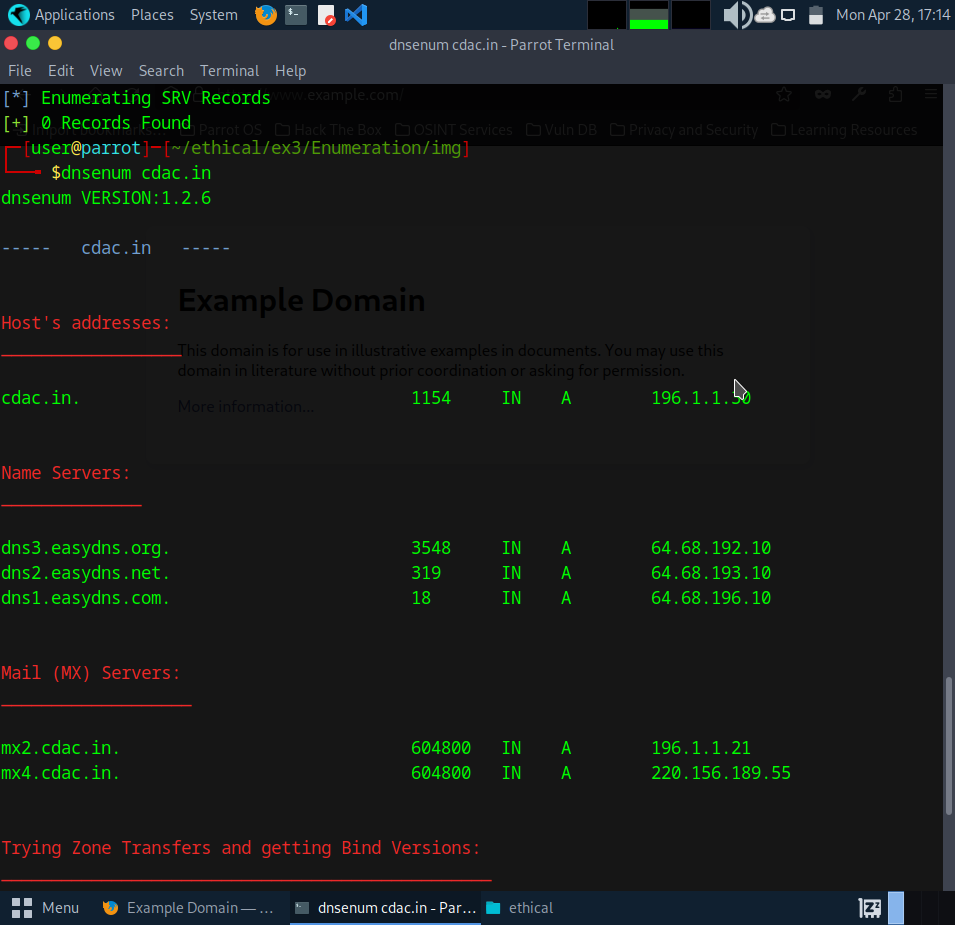 Applications Places System Mon Apr 28, 17:14
dnsenum cdac.in - Parrot Terminal
File Edit View Search Terminal Help
www.example.com/
[*] Enumerating SRV Records
[+] 0 Records Found
Parrot OS Hack The Box OSINT Services Vuln DB Privacy and Security Learning Resources
┌─[user@parrot]─[~/ethical/ex3/Enumeration/img]
└──╼ $dnsenum cdac.in
dnsenum VERSION:1.2.6
----- cdac.in -----
Example Domain
Host's addresses:
This domain is for use in illustrative examples in documents. You may use this
domain in literature without prior coordination or asking for permission.
cdac.in. 1154 IN A 196.1.1.
More information...
Name Servers:
dns3.easydns.org. 3548 IN A 64.68.192.10
dns2.easydns.net. 319 IN A 64.68.193.10
dns1.easydns.com. 18 IN A 64.68.196.10
Mail (MX) Servers:
mx2.cdac.in. 604800 IN A 196.1.1.21
mx4.cdac.in. 604800 IN A 220.156.189.55
Trying Zone Transfers and getting Bind Versions:
Menu Example Domain — ... dnsenum cdac.in - Par... ethical